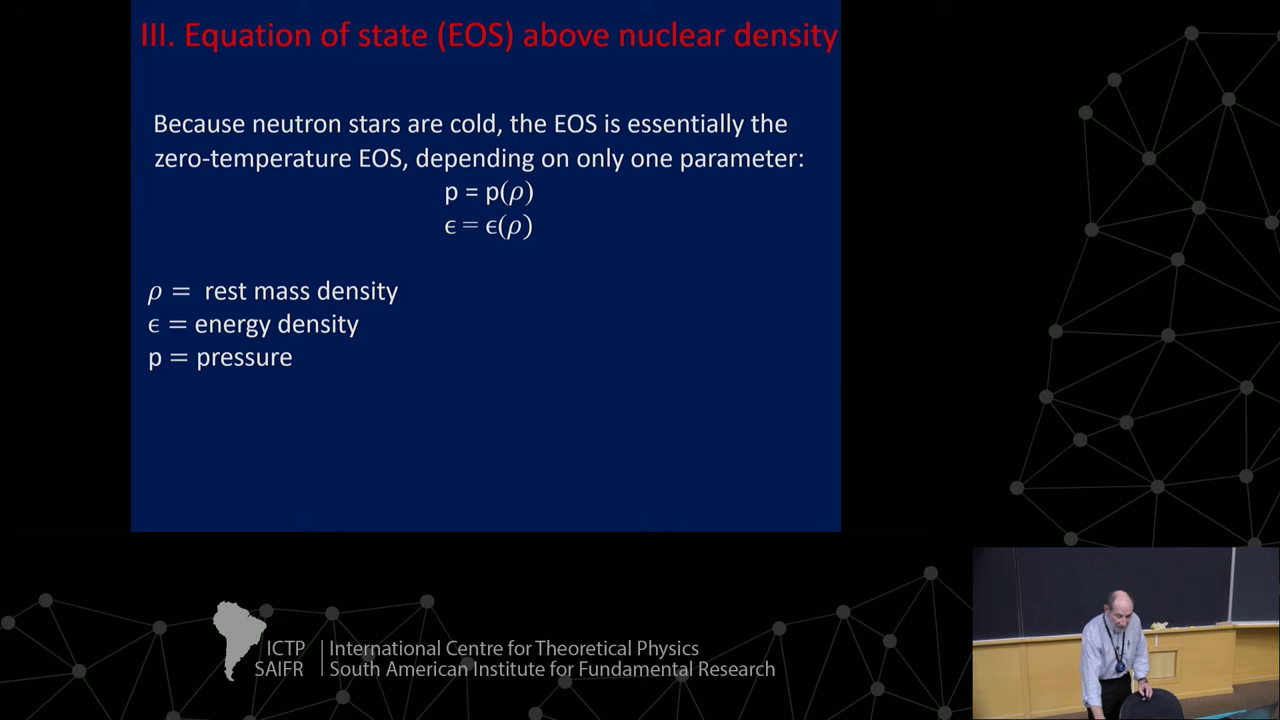 III. Equation of state (EOS) above nuclear density
Because neutron stars are cold, the EOS is essentially the
zero-temperature EOS, depending on only one parameter:
p = p(ρ)
ϵ = ϵ(ρ)
ρ = rest mass density
ϵ = energy density
p = pressure
ICTP
SAIFR
International Centre for Theoretical Physics
South American Institute for Fundamental Research